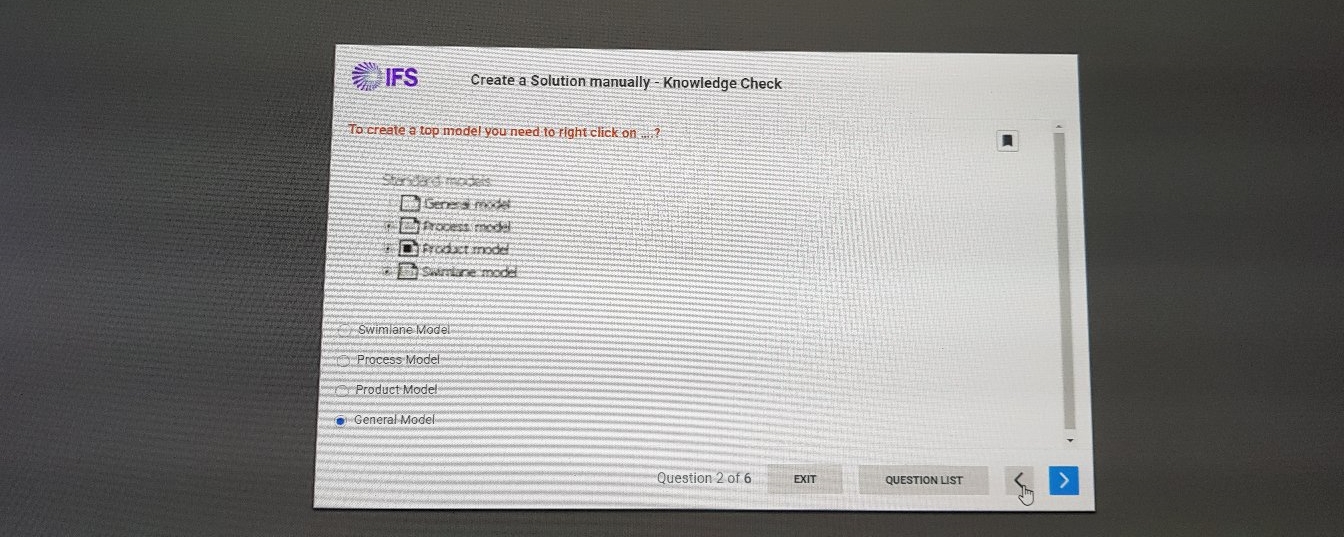 IFS
Create a Solution manually - Knowledge Check
To create a top model you need to right click on ....?
Standard models
General model
Process model
Product model
Swimlane model
Swimlane Model
Process Model
Product Model
General Model
Question 2 of 6
EXIT
QUESTION LIST